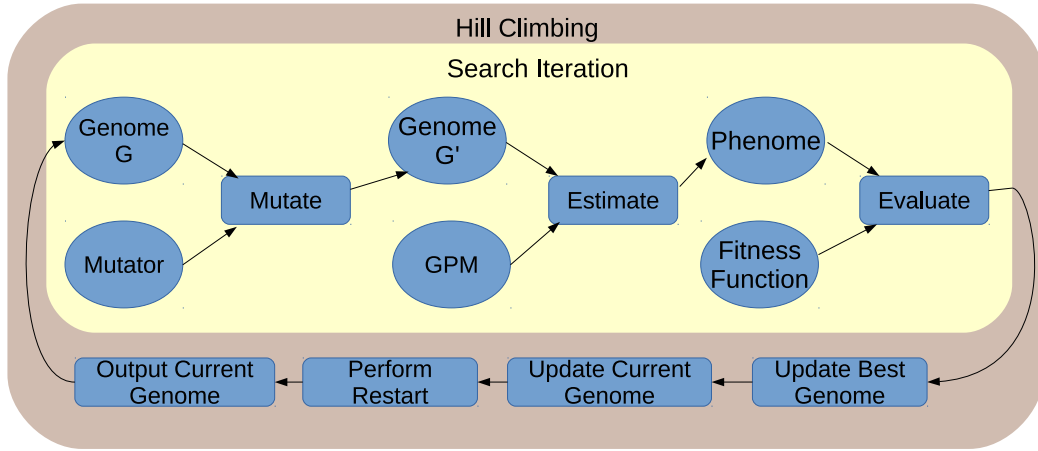 Hill Climbing
Search Iteration
Genome
G
Genome
G'
Phenome
Mutate
Estimate
Evaluate
Mutator
GPM
Fitness
Function
Output Current
Genome
Perform
Restart
Update Current
Genome
Update Best
Genome